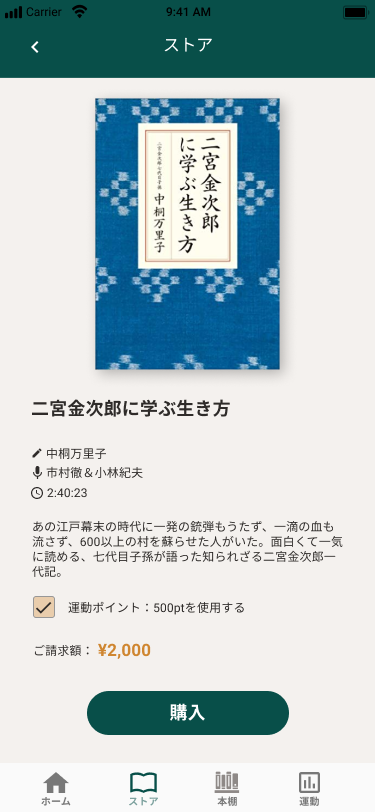 Carrier
9:41 AM
ストア
二宮金次郎
に学ぶ生き方
二宮金次郎七代目子孫
中桐万里子
二宮金次郎に学ぶ生き方
中桐万里子
市村徹&小林紀夫
2:40:23
あの江戸幕末の時代に一発の銃弾もうたず、一滴の血も
流さず、600以上の村を蘇らせた人がいた。面白くて一気
に読める、七代目子孫が語った知られざる二宮金次郎一
代記。
運動ポイント：500ptを使用する
ご請求額： ¥2,000
購入
ホーム
ストア
本棚
運動